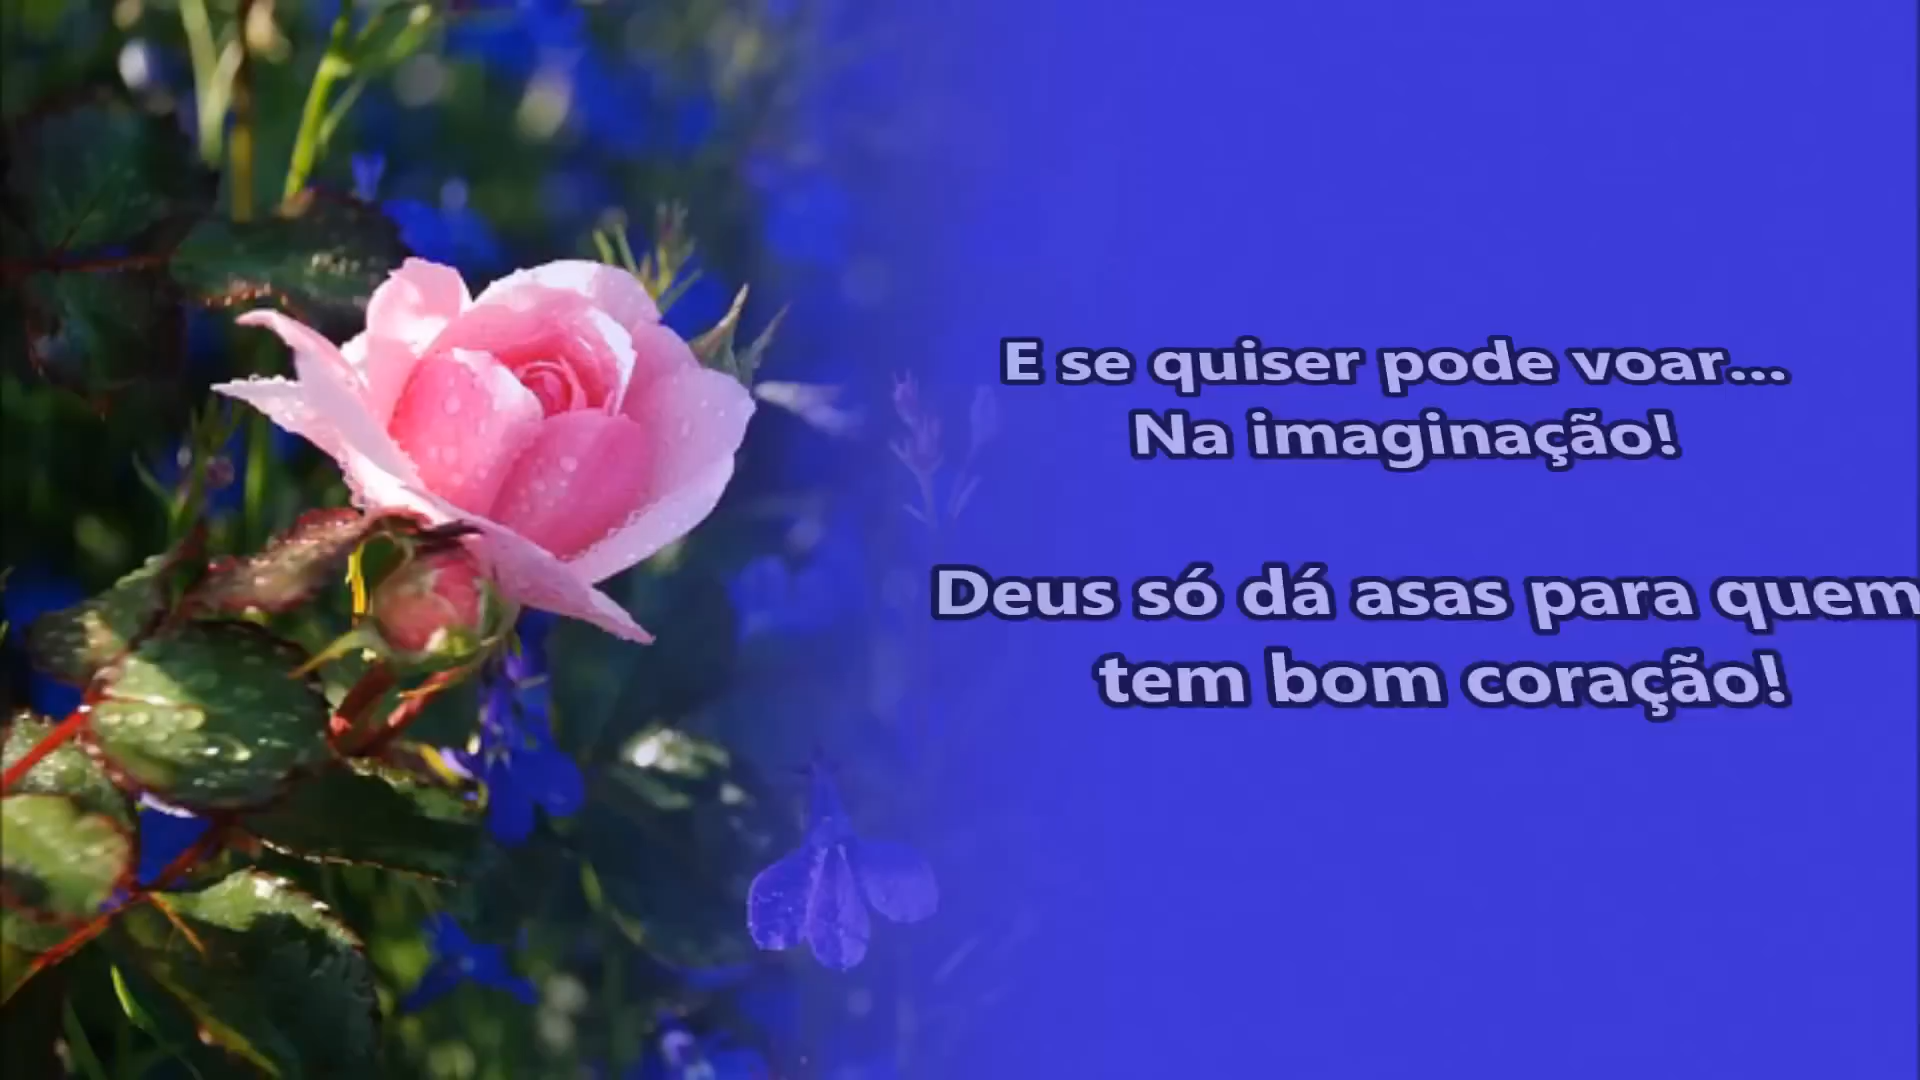 E se quiser pode voar...
Na imaginação!
Deus só dá asas para quem
tem bom coração!